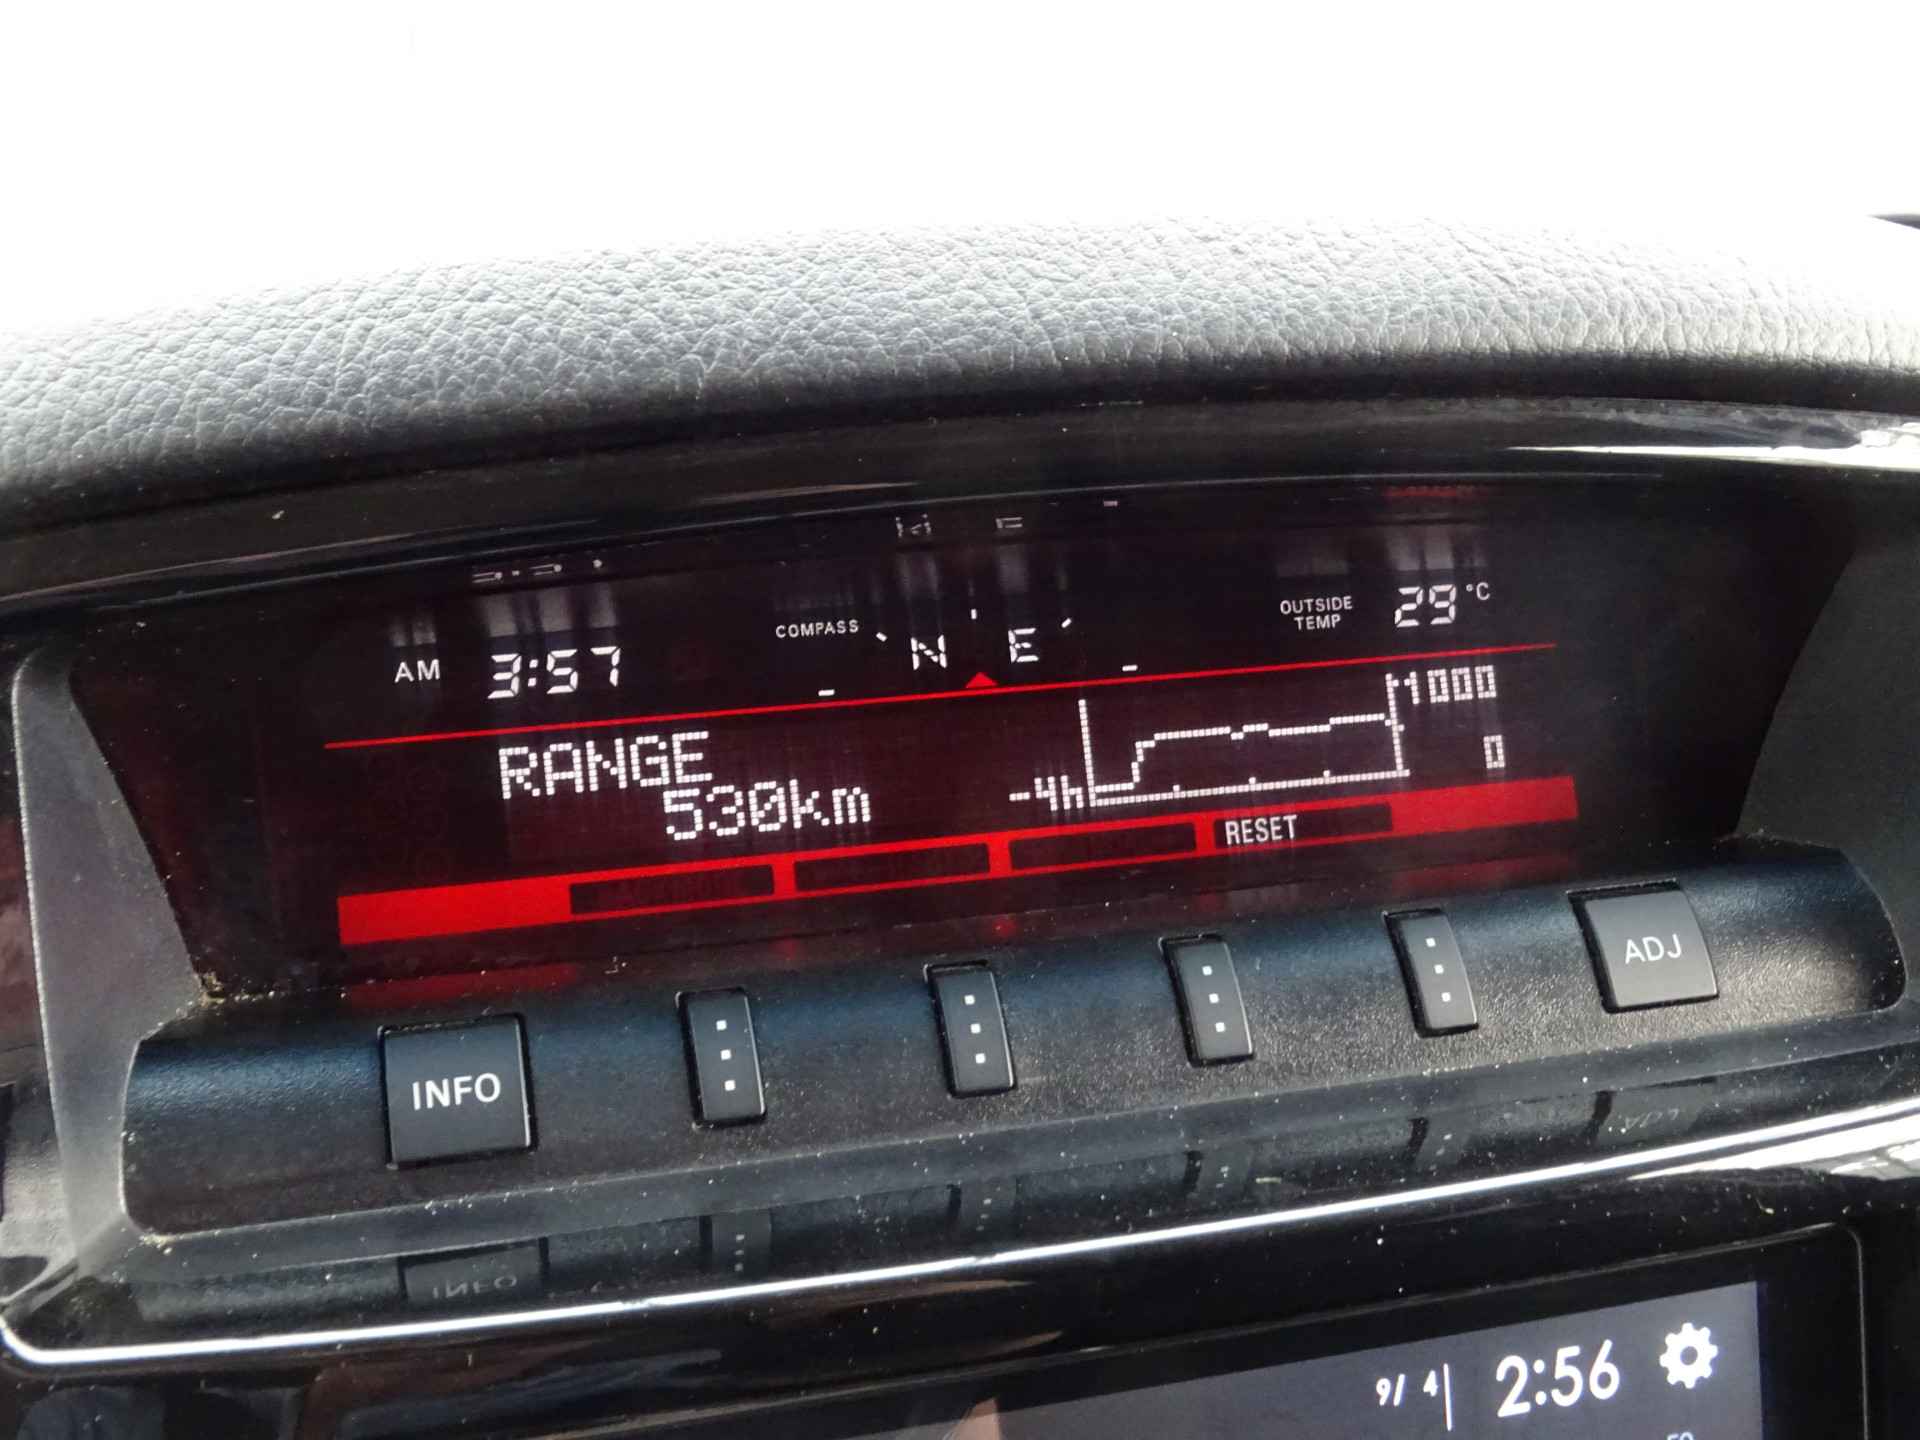 AM 3:57 COMPASS N E OUTSIDE TEMP 29°C
RANGE
530km
-4h 1000
0
RESET
INFO ADJ
9/ 4 2:56